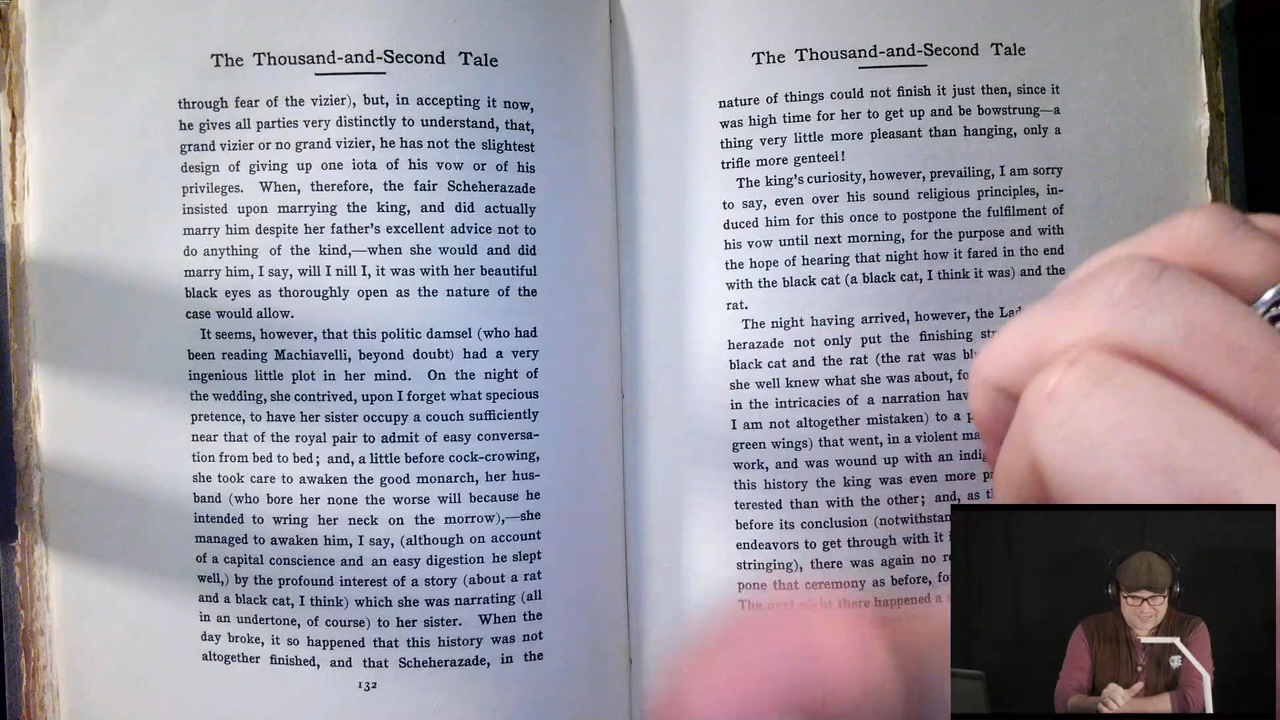 The Thousand-and-Second Tale
through fear of the vizier), but, in accepting it now,
he gives all parties very distinctly to understand, that,
grand vizier or no grand vizier, he has not the slightest
design of giving up one iota of his vow or of his
privileges. When, therefore, the fair Scheherazade
insisted upon marrying the king, and did actually
marry him despite her father's excellent advice not to
do anything of the kind,—when she would and did
marry him, I say, will I nill I, it was with her beautiful
black eyes as thoroughly open as the nature of the
case would allow.
It seems, however, that this politic damsel (who had
been reading Machiavelli, beyond doubt) had a very
ingenious little plot in her mind. On the night of
the wedding, she contrived, upon I forget what specious
pretence, to have her sister occupy a couch sufficiently
near that of the royal pair to admit of easy conversa-
tion from bed to bed; and, a little before cock-crowing,
she took care to awaken the good monarch, her hus-
band (who bore her none the worse will because he
intended to wring her neck on the morrow),—she
managed to awaken him, I say, (although on account
of a capital conscience and an easy digestion he slept
well,) by the profound interest of a story (about a rat
and a black cat, I think) which she was narrating (all
in an undertone, of course) to her sister. When the
day broke, it so happened that this history was not
altogether finished, and that Scheherazade, in the
132
The Thousand-and-Second Tale
nature of things could not finish it just then, since it
was high time for her to get up and be bowstrung—a
thing very little more pleasant than hanging, only a
trifle more genteel!
The king's curiosity, however, prevailing, I am sorry
to say, even over his sound religious principles, in-
duced him for this once to postpone the fulfilment of
his vow until next morning, for the purpose and with
the hope of hearing that night how it fared in the end
with the black cat (a black cat, I think it was) and the
rat.
The night having arrived, however, the
herazade not only put the finishing
black cat and the rat (the rat was
she well knew what she was about,
in the intricacies of a narration
I am not altogether mistaken) to a
green wings) that went, in a violent
work, and was wound up with an
this history the king was even more
terested than with the other; and, as
before its conclusion
endeavors to get through with it
stringing), there was again no
pone that ceremony as before,
The next night there happened a